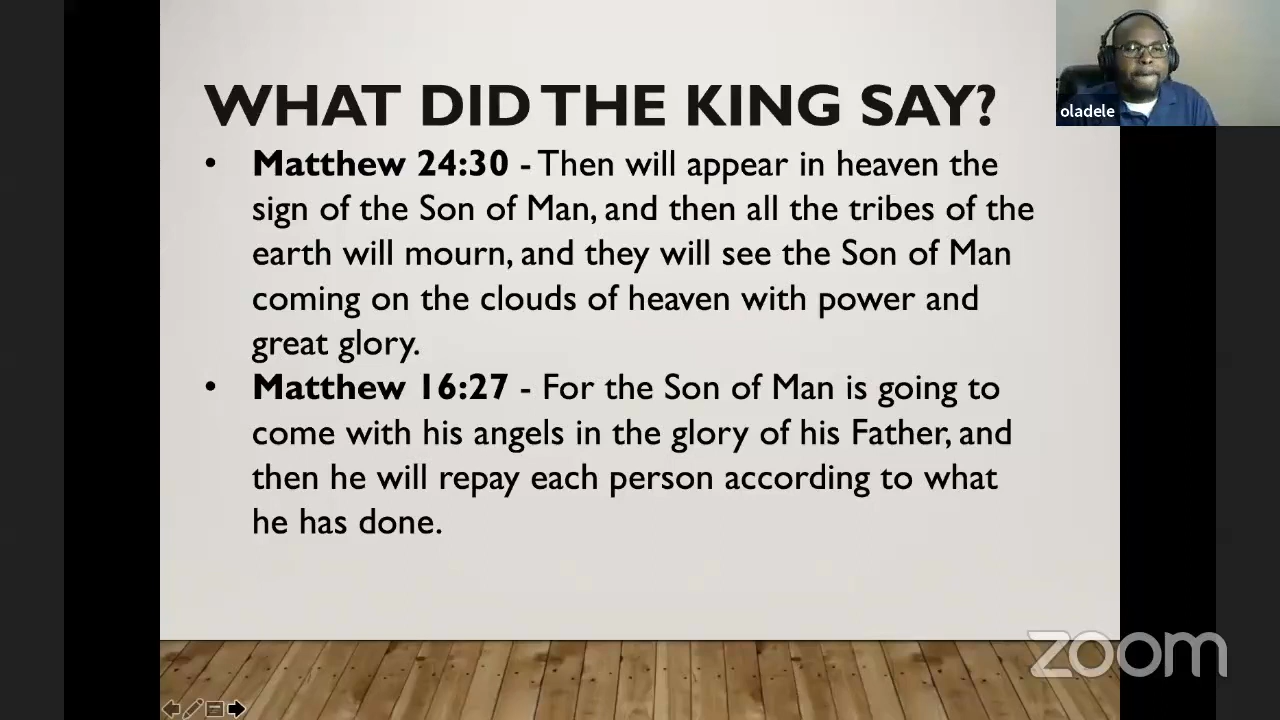 WHAT DID THE KING SAY?
oladele
• Matthew 24:30 - Then will appear in heaven the
sign of the Son of Man, and then all the tribes of the
earth will mourn, and they will see the Son of Man
coming on the clouds of heaven with power and
great glory.
• Matthew 16:27 - For the Son of Man is going to
come with his angels in the glory of his Father, and
then he will repay each person according to what
he has done.
zoom